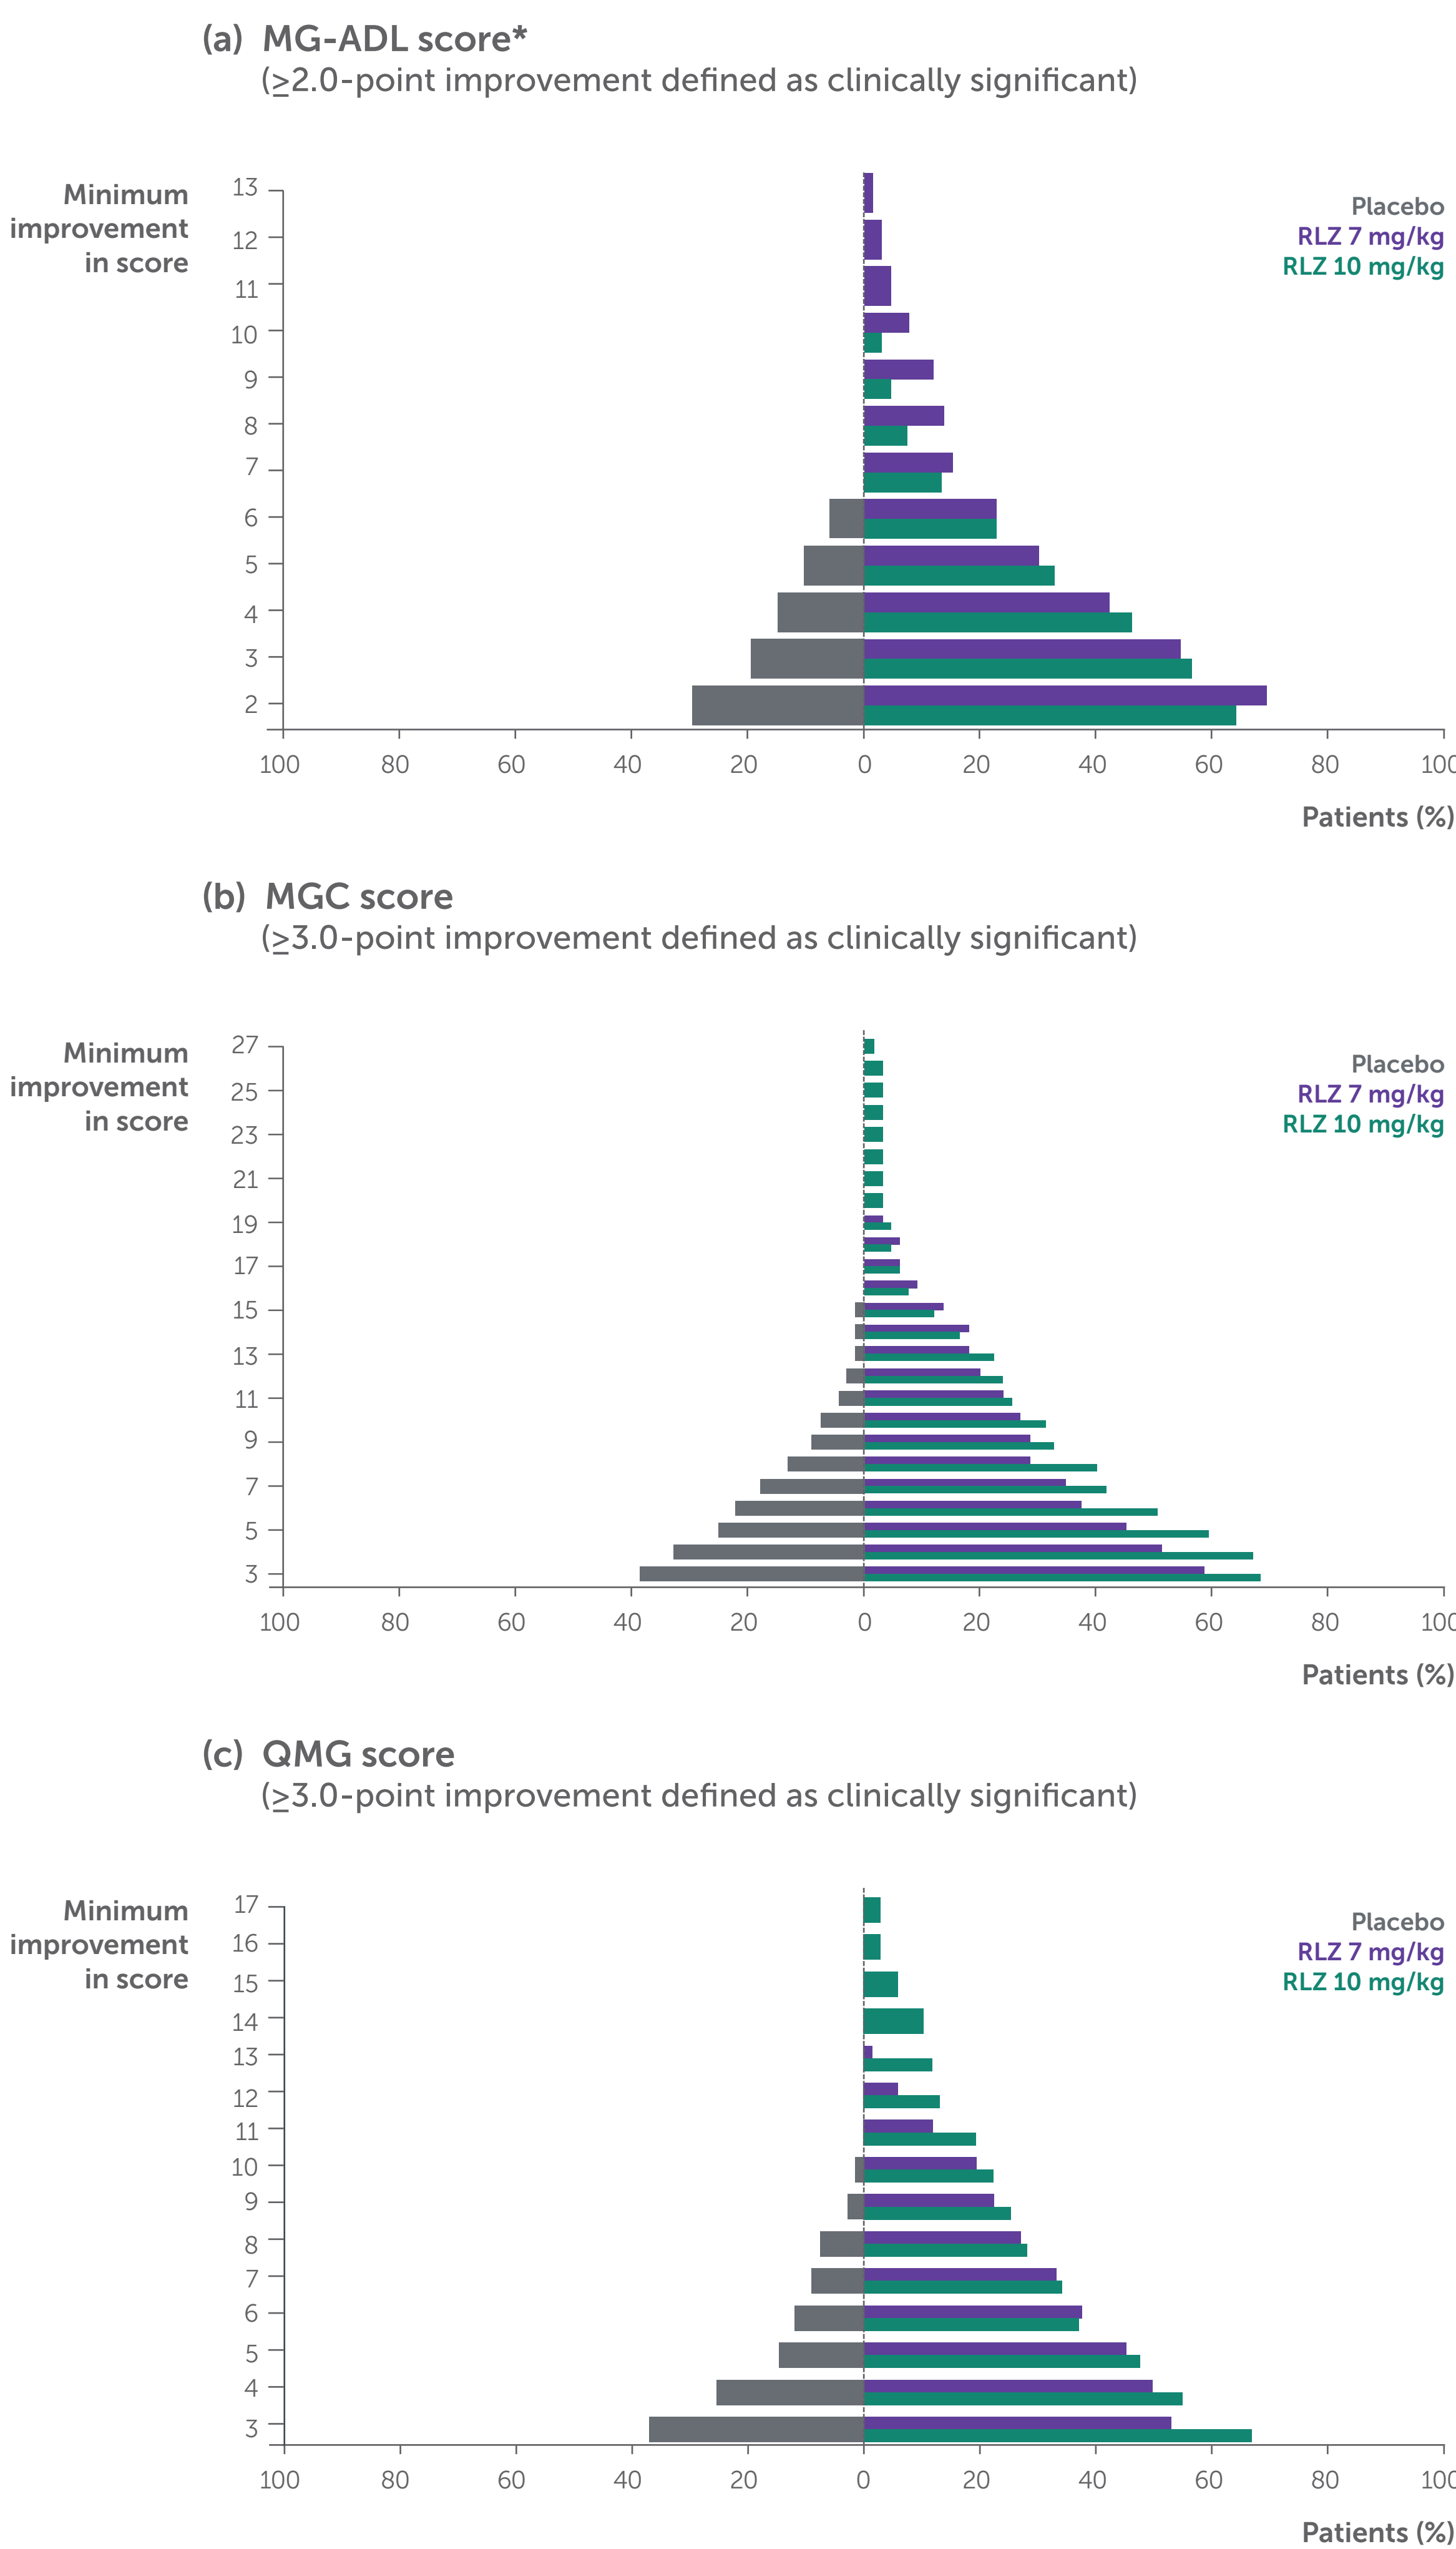 (a) MG-ADL score*
(≥2.0-point improvement defined as clinically significant)
Minimum
improvement
in score
13
12
11
10
9
8
7
6
5
4
3
2
Placebo
RLZ 7 mg/kg
RLZ 10 mg/kg
100 80 60 40 20 0 20 40 60 80 100
Patients (%)
(b) MGC score
(≥3.0-point improvement defined as clinically significant)
Minimum
improvement
in score
27
25
23
21
19
17
15
13
11
9
7
5
3
Placebo
RLZ 7 mg/kg
RLZ 10 mg/kg
100 80 60 40 20 0 20 40 60 80 100
Patients (%)
(c) QMG score
(≥3.0-point improvement defined as clinically significant)
Minimum
improvement
in score
17
16
15
14
13
12
11
10
9
8
7
6
5
4
3
Placebo
RLZ 7 mg/kg
RLZ 10 mg/kg
100 80 60 40 20 0 20 40 60 80 100
Patients (%)